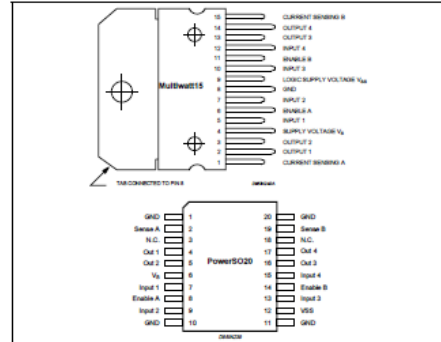 15 CURRENT SENSING B
14 OUTPUT 4
13 OUTPUT 3
12 INPUT 4
11 ENABLE B
10 INPUT 3
9 LOGIC SUPPLY VOLTAGE VSS
8 GND
7 INPUT 2
6 ENABLE A
5 INPUT 1
4 SUPPLY VOLTAGE VS
3 OUTPUT 2
2 OUTPUT 1
1 CURRENT SENSING A
Multiwatt15
TAB CONNECTED TO PIN 8
PowerSO20
GND 1 20 GND
Sense A 2 19 Sense B
N.C. 3 18 N.C.
Out 1 4 17 Out 4
Out 2 5 16 Out 3
VS 6 15 Input 4
Input 1 7 14 Enable B
Enable A 8 13 Input 3
Input 2 9 12 VSS
GND 10 11 GND